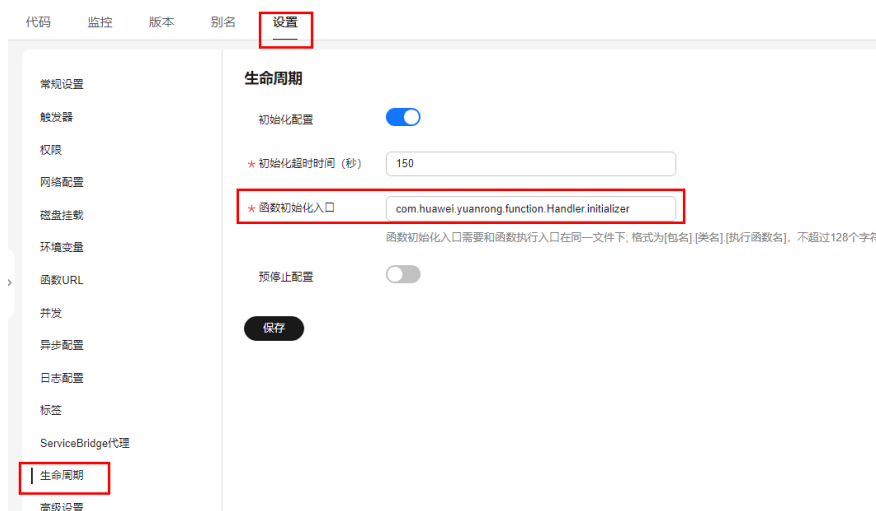 代码 监控 版本 别名 设置
常规设置
触发器
权限
网络配置
磁盘挂载
环境变量
函数URL
并发
异步配置
日志配置
标签
ServiceBridge代理
生命周期
高级设置
生命周期
初始化配置
* 初始化超时时间（秒） 150
* 函数初始化入口 com.huawei.yuanrong.function.Handler.initializer
函数初始化入口需要和函数执行入口在同一文件下; 格式为[包名].[类名].[执行函数名]，不超过128个字符
预停止配置
保存